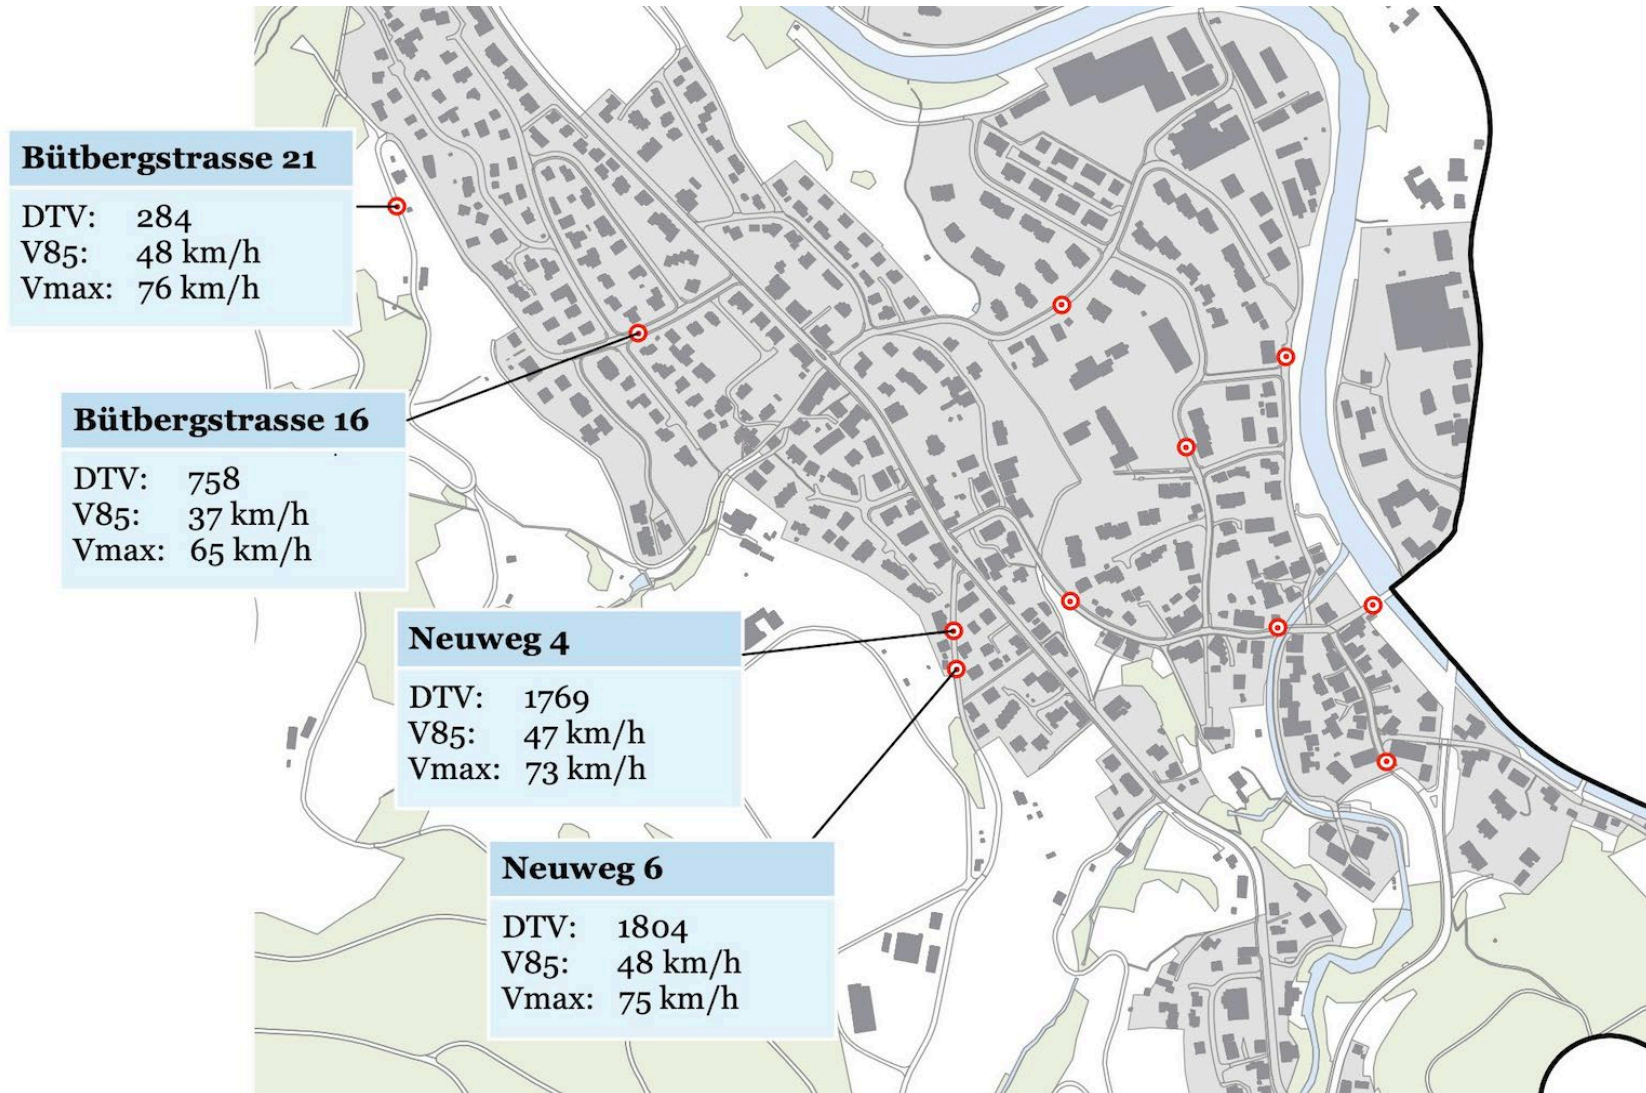 Bütbergstrasse 21
DTV: 284
V85: 48 km/h
Vmax: 76 km/h
Bütbergstrasse 16
DTV: 758
V85: 37 km/h
Vmax: 65 km/h
Neuweg 4
DTV: 1769
V85: 47 km/h
Vmax: 73 km/h
Neuweg 6
DTV: 1804
V85: 48 km/h
Vmax: 75 km/h